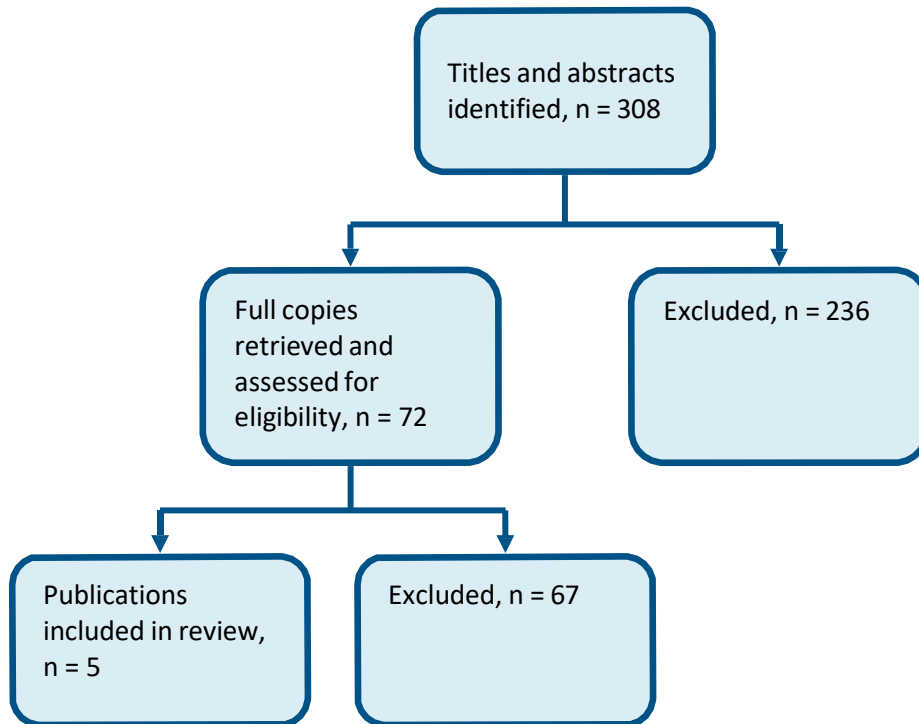 Titles and abstracts
identified, n = 308
Full copies
retrieved and
assessed for
eligibility, n = 72
Excluded, n = 236
Publications
included in review,
n = 5
Excluded, n = 67